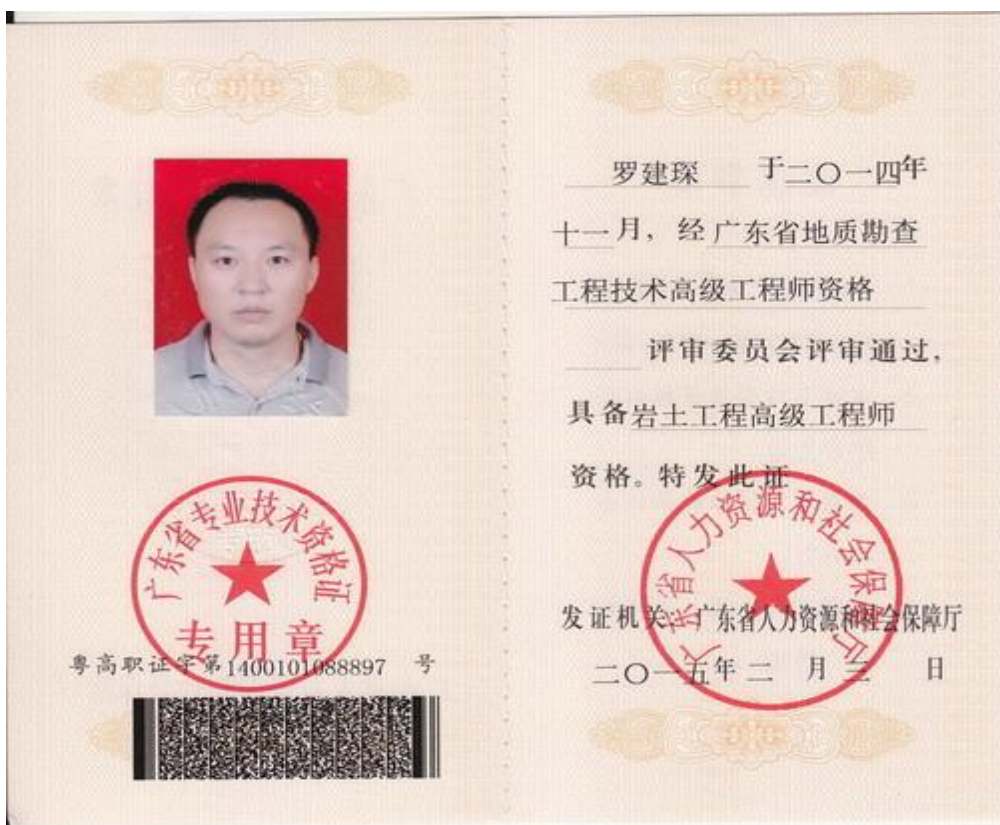 广东省专业技术资格证
专用章
粤高职证字第1400101088897 号
罗建琛 于二〇一四年
十一月，经广东省地质勘查
工程技术高级工程师资格
评审委员会评审通过，
具备岩土工程高级工程师
资格。特发此证
广东省人力资源和社会保障厅
发证机关：广东省人力资源和社会保障厅
二〇一五年二 月三 日